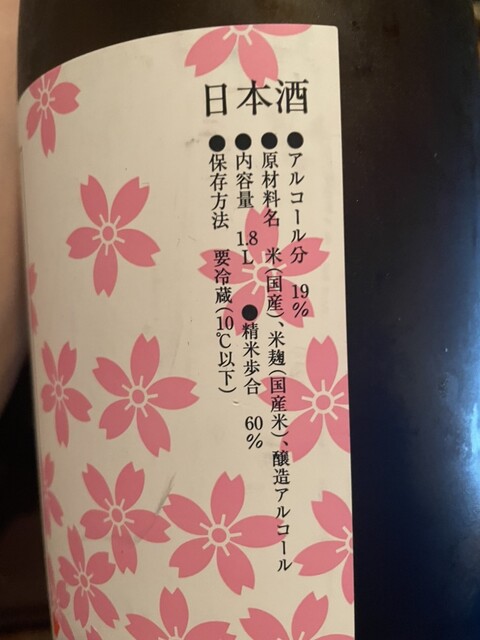 日本酒
●アルコール分 19%
●原材料名 米(国産)、米麹(国産米)、醸造アルコール
●内容量 1.8L ●精米歩合 60%
●保存方法 要冷蔵(10℃以下)